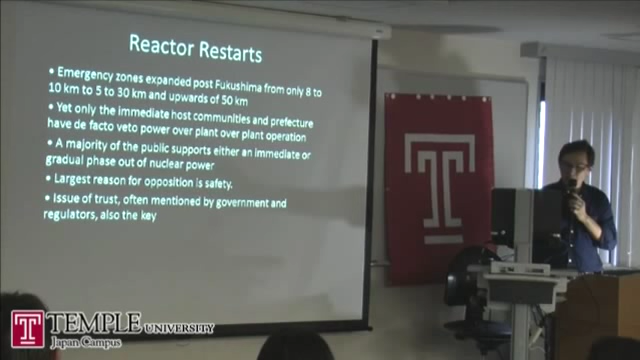 Reactor Restarts
• Emergency zones expanded post Fukushima from only 8 to
10 km to 5 to 30 km and upwards of 50 km
• Yet only the immediate host communities and prefecture
have de facto veto power over plant over plant operation
• A majority of the public supports either an immediate or
gradual phase out of nuclear power
• Largest reason for opposition is safety.
• Issue of trust, often mentioned by government and
regulators, also the key
T
T TEMPLE UNIVERSITY
Japan Campus